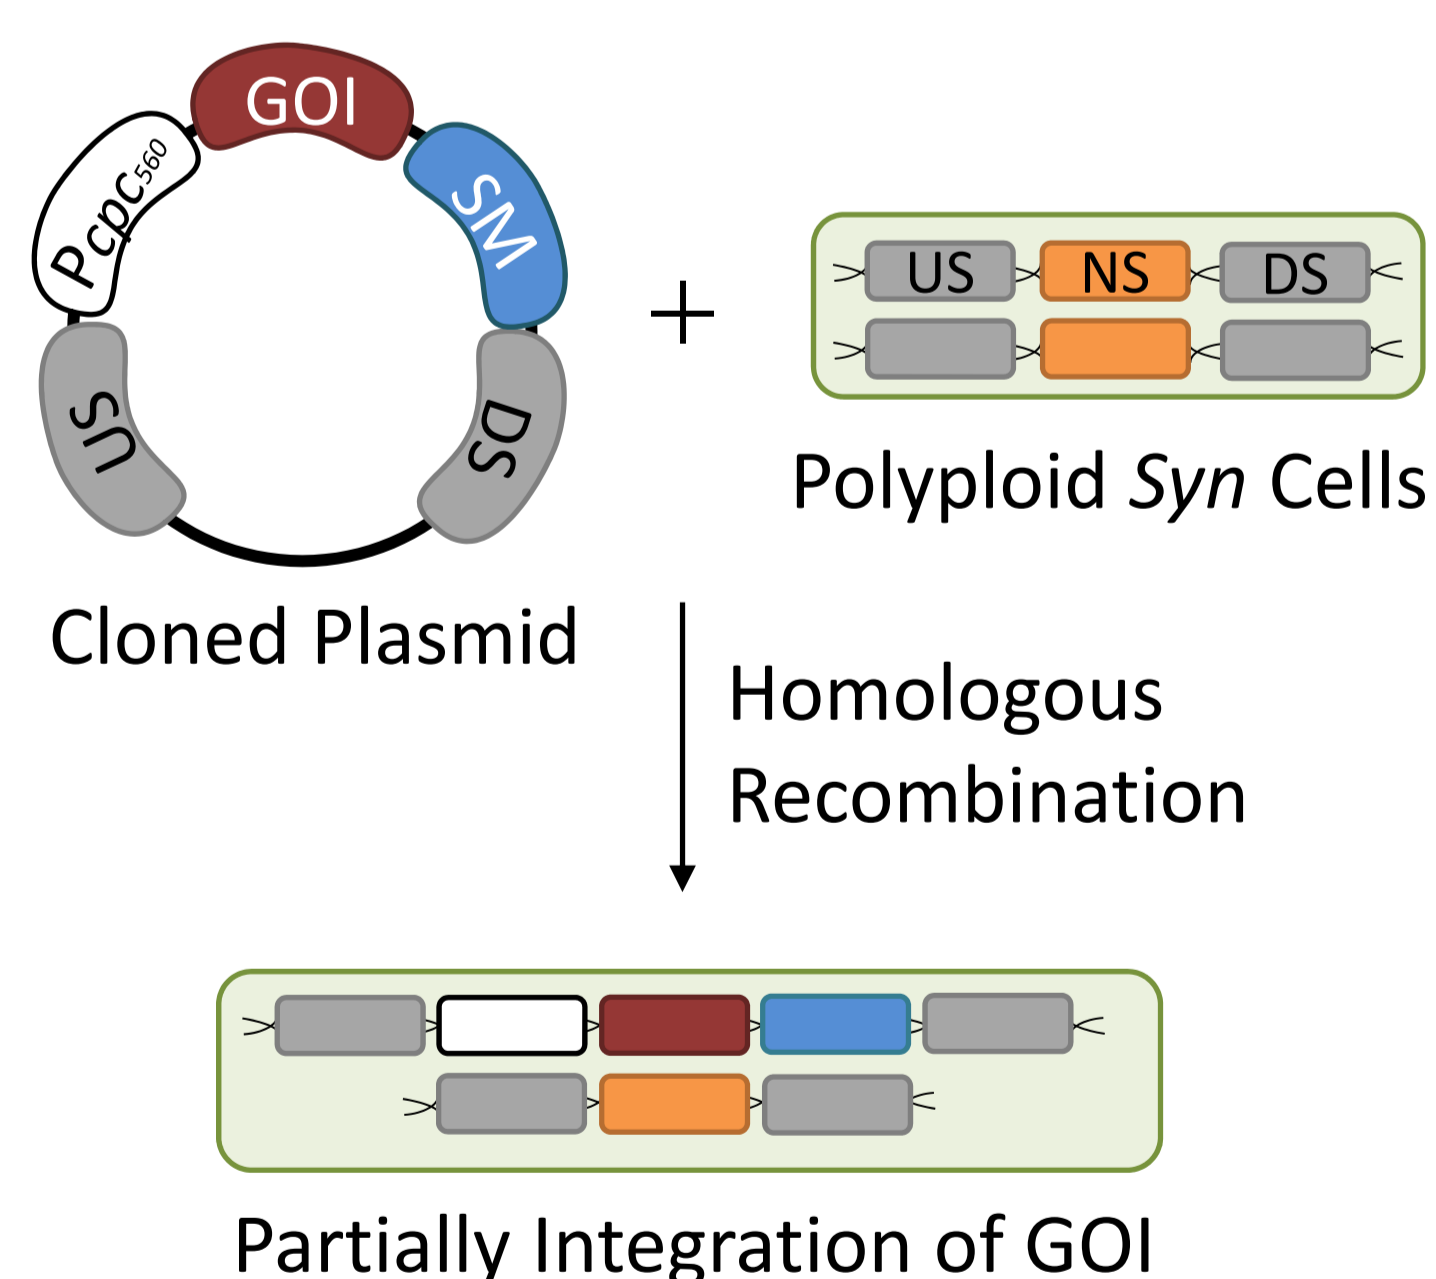 GOI
PcpC560
SM
US
DS
Cloned Plasmid
US NS DS
Polyploid Syn Cells
Homologous
Recombination
Partially Integration of GOI